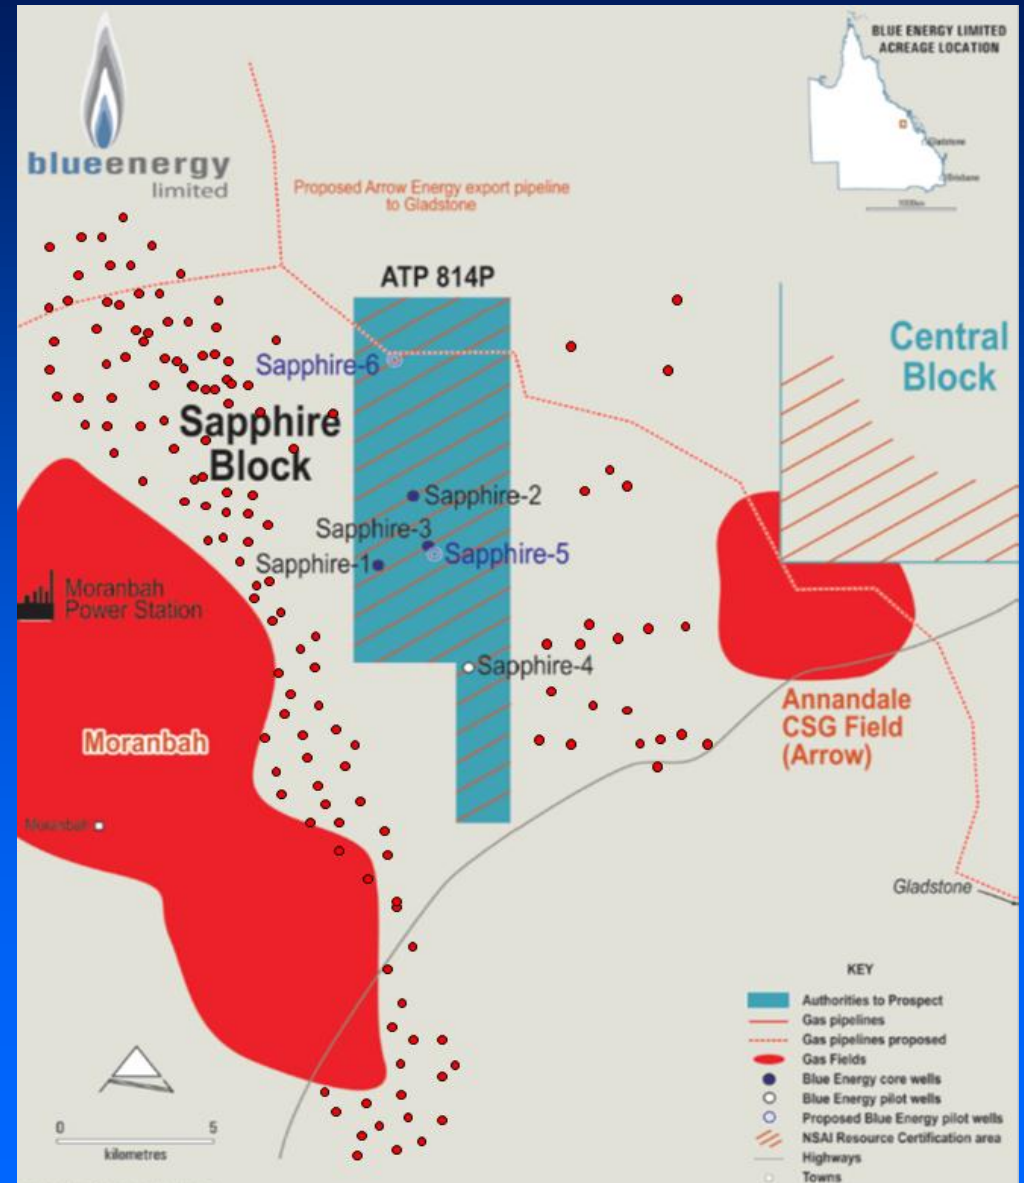 blueenergy
limited
BLUE ENERGY LIMITED
ACREAGE LOCATION
Gladstone
Brisbane
Proposed Arrow Energy export pipeline
to Gladstone
ATP 814P
Central
Block
Sapphire-6
Sapphire
Block
Sapphire-2
Sapphire-3
Sapphire-5
Sapphire-1
Moranbah
Power Station
Sapphire-4
Annandale
CSG Field
(Arrow)
Moranbah
Moranbah
Gladstone
KEY
Authorities to Prospect
Gas pipelines
Gas pipelines proposed
Gas Fields
Blue Energy core wells
Blue Energy pilot wells
Proposed Blue Energy pilot wells
NSAI Resource Certification area
Highways
Towns
0 5
kilometres